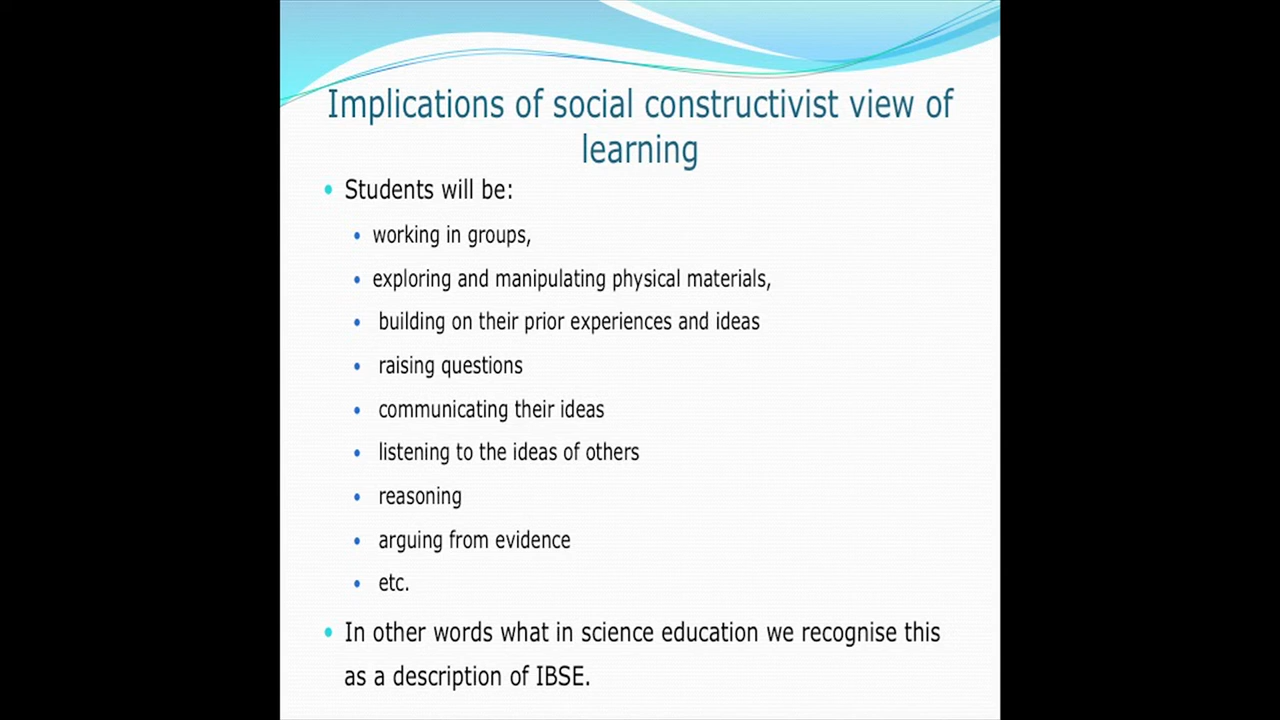 Implications of social constructivist view of
learning
• Students will be:
• working in groups,
• exploring and manipulating physical materials,
• building on their prior experiences and ideas
• raising questions
• communicating their ideas
• listening to the ideas of others
• reasoning
• arguing from evidence
• etc.
• In other words what in science education we recognise this
as a description of IBSE.